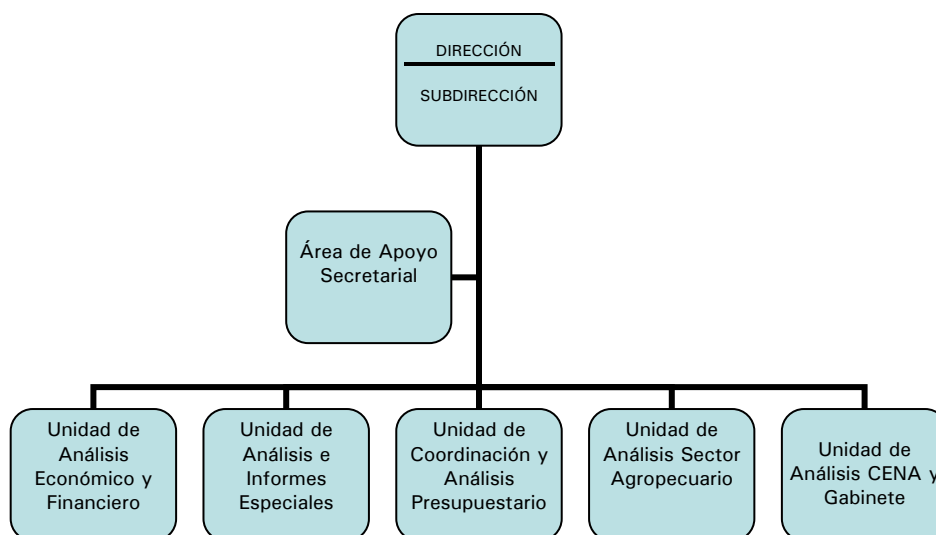 DIRECCIÓN
SUBDIRECCIÓN
Área de Apoyo
Secretarial
Unidad de
Análisis
Económico y
Financiero
Unidad de
Análisis e
Informes
Especiales
Unidad de
Coordinación y
Análisis
Presupuestario
Unidad de
Análisis Sector
Agropecuario
Unidad de
Análisis CENA y
Gabinete